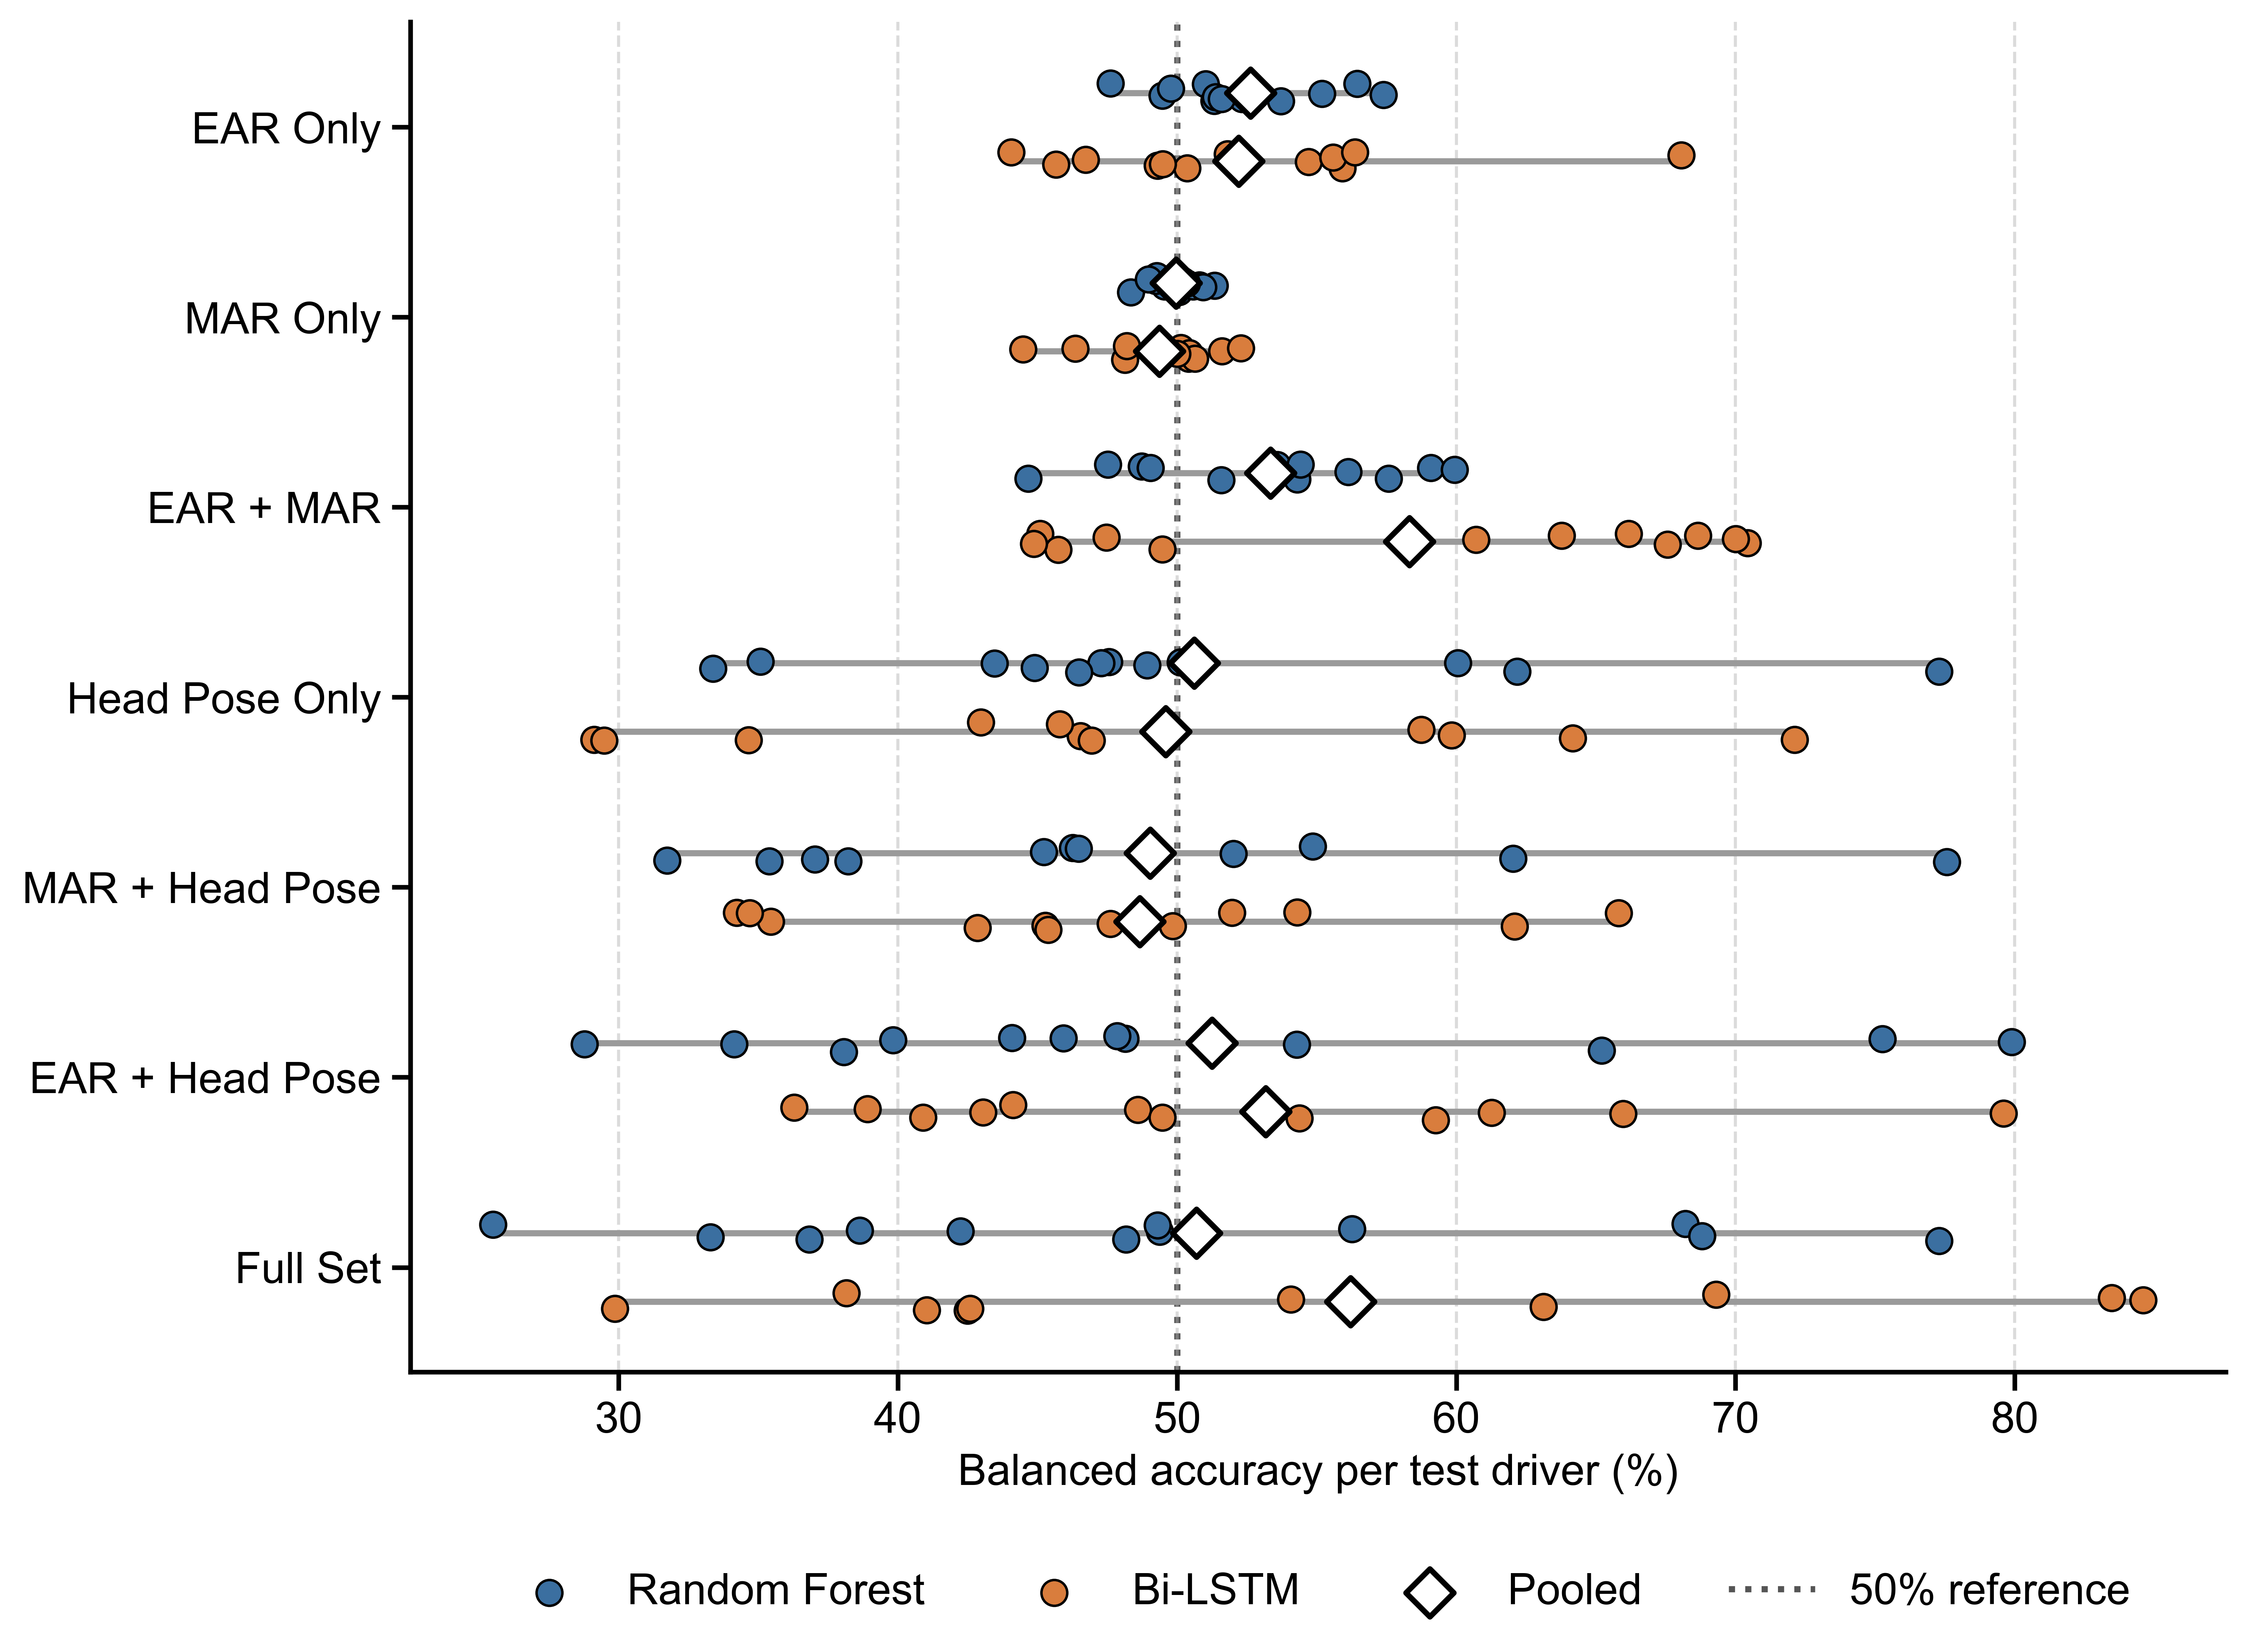 EAR Only
MAR Only
EAR + MAR
Head Pose Only
MAR + Head Pose
EAR + Head Pose
Full Set
30 40 50 60 70 80
Balanced accuracy per test driver (%)
Random Forest Bi-LSTM Pooled 50% reference